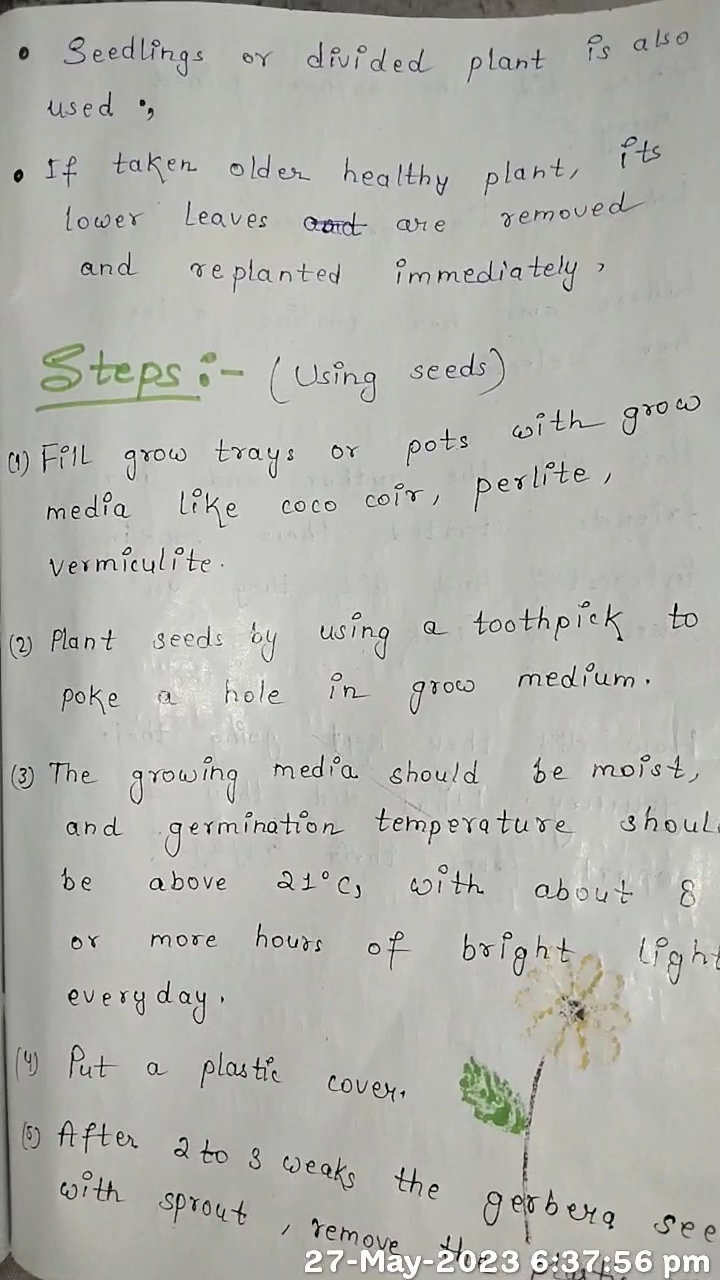 • Seedlings or divided plant is also
used ·,
• If taken older healthy plant, its
lower leaves are removed
and replanted immediately,
Steps :- (Using seeds)
(1) Fill grow trays or pots with grow
media like coco coir, perlite,
vermiculite.
(2) Plant seeds by using a toothpick to
poke a hole in grow medium.
(3) The growing media should be moist,
and germination temperature shoul
be above 21°C, with about 8
or more hours of bright light
everyday.
(4) Put a plastic cover.
(5) After 2 to 3 weaks the gerbera see
with sprout, remove the
27-May-2023 6:37:56 pm